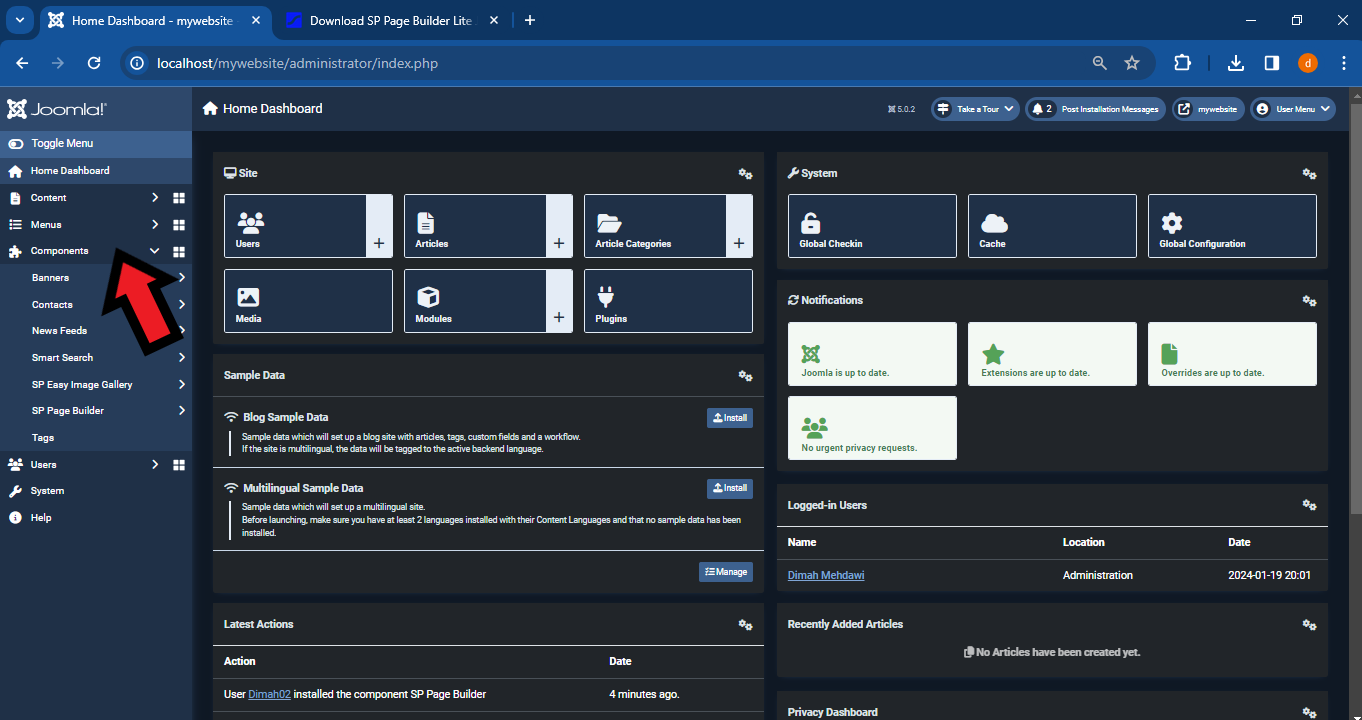 Home Dashboard - mywebsite
Download SP Page Builder Lite
localhost/mywebsite/administrator/index.php
d
Joomla!
Home Dashboard
5.0.2
Take a Tour
2 Post Installation Messages
mywebsite
User Menu
Toggle Menu
Home Dashboard
Content
Menus
Components
Banners
Contacts
News Feeds
Smart Search
SP Easy Image Gallery
SP Page Builder
Tags
Users
System
Help
Site
Users
Articles
Article Categories
Media
Modules
Plugins
Sample Data
Blog Sample Data
Install
Sample data which will set up a blog site with articles, tags, custom fields and a workflow.
If the site is multilingual, the data will be tagged to the active backend language.
Multilingual Sample Data
Install
Sample data which will set up a multilingual site.
Before launching, make sure you have at least 2 languages installed with their Content Languages and that no sample data has been
installed.
Manage
Latest Actions
Action Date
User Dimah02 installed the component SP Page Builder 4 minutes ago.
System
Global Checkin
Cache
Global Configuration
Notifications
Joomla is up to date.
Extensions are up to date.
Overrides are up to date.
No urgent privacy requests.
Logged-in Users
Name Location Date
Dimah Mehdawi Administration 2024-01-19 20:01
Recently Added Articles
No Articles have been created yet.
Privacy Dashboard